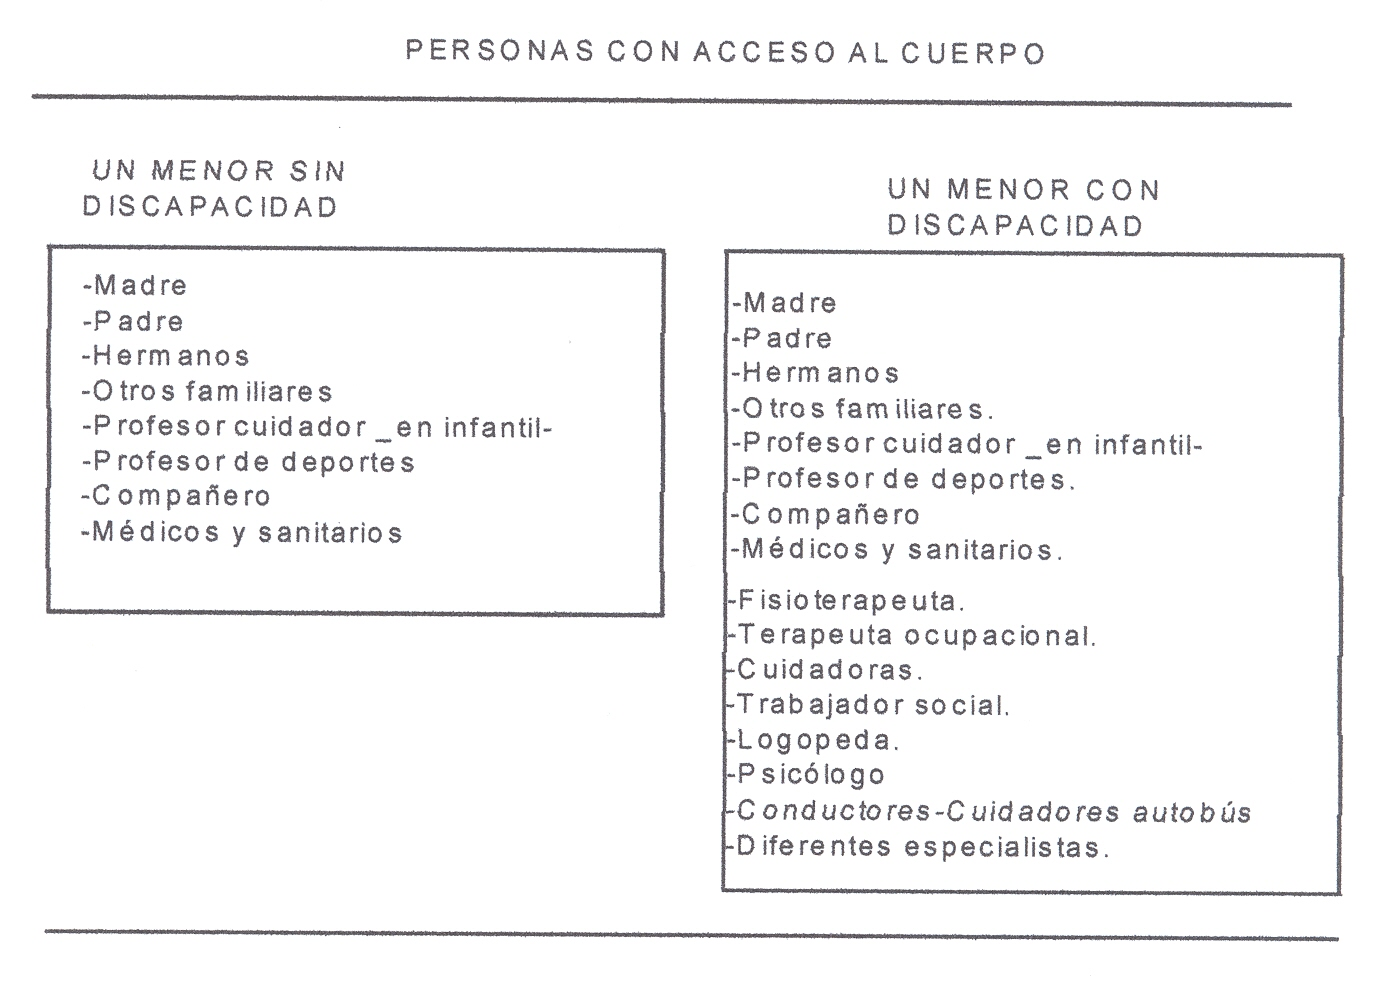 PERSONAS CON ACCESO AL CUERPO
UN MENOR SIN
DISCAPACIDAD
-Madre
-Padre
-Hermanos
-Otros familiares
-Profesor cuidador _en infantil-
-Profesor de deportes
-Compañero
-Médicos y sanitarios
UN MENOR CON
DISCAPACIDAD
-Madre
-Padre
-Hermanos
-Otros familiares.
-Profesor cuidador _en infantil-
-Profesor de deportes.
-Compañero
-Médicos y sanitarios.
-Fisioterapeuta.
-Terapeuta ocupacional.
-Cuidadoras.
-Trabajador social.
-Logopeda.
-Psicólogo
-Conductores-Cuidadores autobús
-Diferentes especialistas.